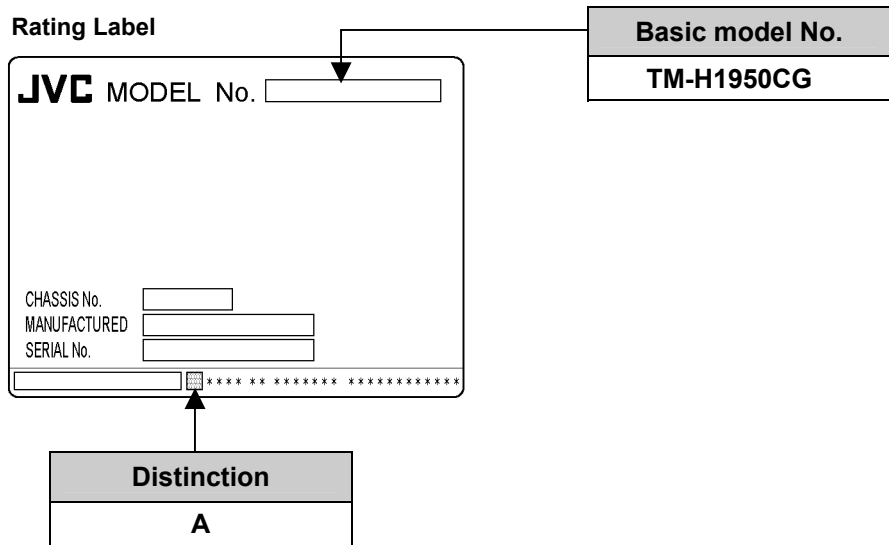 Rating Label
Basic model No.
TM-H1950CG
JVC MODEL No.
CHASSIS No.
MANUFACTURED
SERIAL No.
**** ** ******* ************
Distinction
A